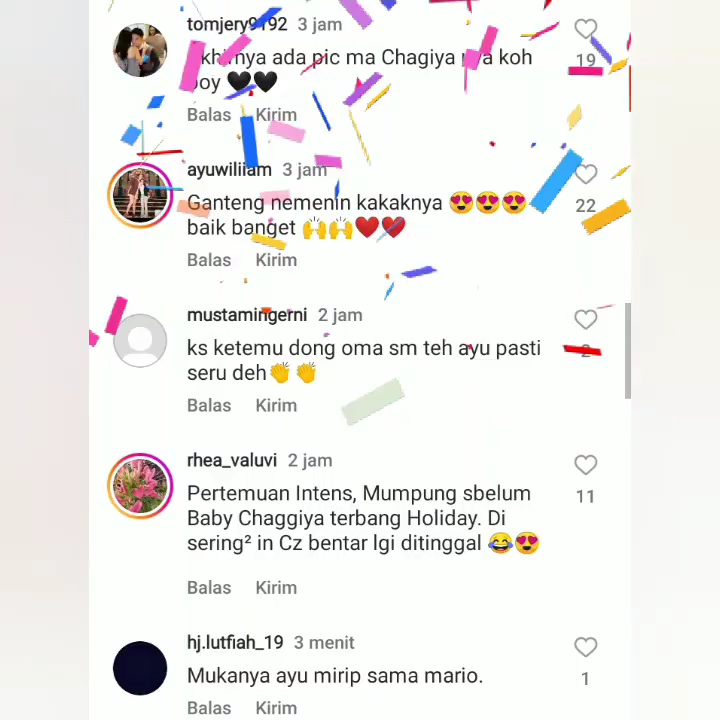 tomjery9192 3 jam
ada pic ma Chagiya koh
19
Balas Kirim
ayuwiliiam 3 jam
Ganteng nemenin kakaknya 😍😍😍
22
baik banget 🙌🙌❤️❤️
Balas Kirim
mustamingerni 2 jam
ks ketemu dong oma sm teh ayu pasti
seru deh👏👏
Balas Kirim
rhea_valuvi 2 jam
Pertemuan Intens, Mumpung sbelum
11
Baby Chaggiya terbang Holiday. Di
sering² in Cz bentar lgi ditinggal 😂😍
Balas Kirim
hj.lutfiah_19 3 menit
Mukanya ayu mirip sama mario.
1
Balas Kirim